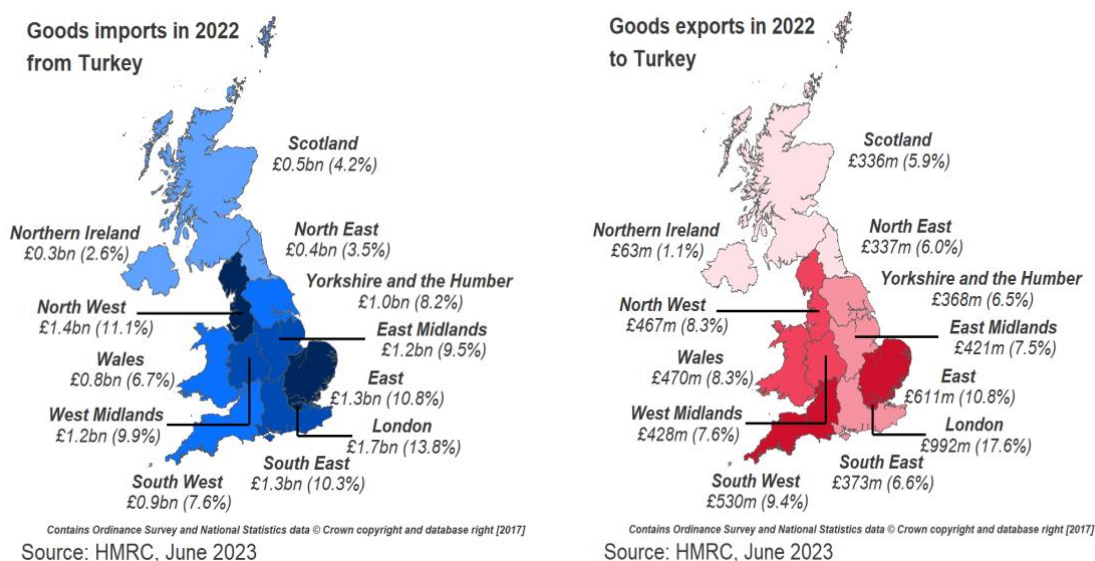 Goods imports in 2022
from Turkey
Scotland
£0.5bn (4.2%)
Northern Ireland
£0.3bn (2.6%)
North East
£0.4bn (3.5%)
Yorkshire and the Humber
£1.0bn (8.2%)
North West
£1.4bn (11.1%)
East Midlands
£1.2bn (9.5%)
Wales
£0.8bn (6.7%)
East
£1.3bn (10.8%)
West Midlands
£1.2bn (9.9%)
London
£1.7bn (13.8%)
South East
£1.3bn (10.3%)
South West
£0.9bn (7.6%)
Contains Ordinance Survey and National Statistics data © Crown copyright and database right [2017]
Source: HMRC, June 2023
Goods exports in 2022
to Turkey
Scotland
£336m (5.9%)
Northern Ireland
£63m (1.1%)
North East
£337m (6.0%)
Yorkshire and the Humber
£368m (6.5%)
North West
£467m (8.3%)
East Midlands
£421m (7.5%)
Wales
£470m (8.3%)
East
£611m (10.8%)
West Midlands
£428m (7.6%)
London
£992m (17.6%)
South East
£373m (6.6%)
South West
£530m (9.4%)
Contains Ordinance Survey and National Statistics data © Crown copyright and database right [2017]
Source: HMRC, June 2023